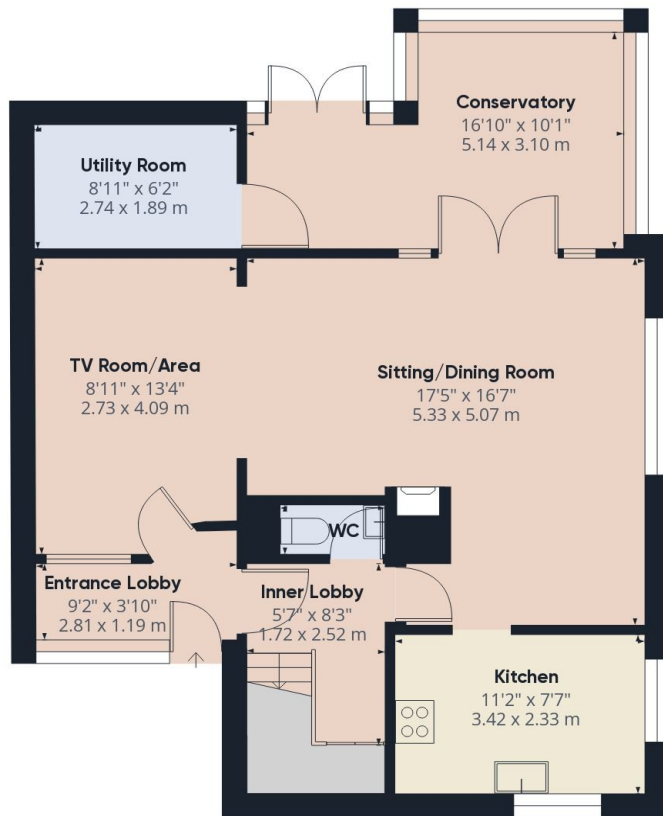 Conservatory
16'10" x 10'1"
5.14 x 3.10 m
Utility Room
8'11" x 6'2"
2.74 x 1.89 m
TV Room/Area
8'11" x 13'4"
2.73 x 4.09 m
Sitting/Dining Room
17'5" x 16'7"
5.33 x 5.07 m
WC
Entrance Lobby
9'2" x 3'10"
2.81 x 1.19 m
Inner Lobby
5'7" x 8'3"
1.72 x 2.52 m
Kitchen
11'2" x 7'7"
3.42 x 2.33 m